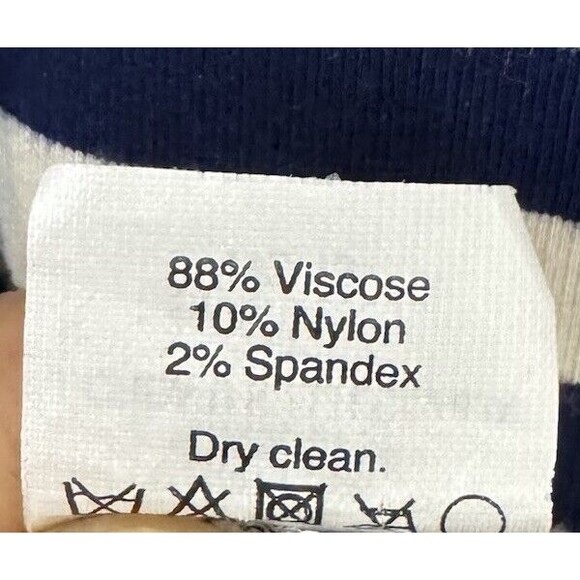 88% Viscose
10% Nylon
2% Spandex
Dry clean.